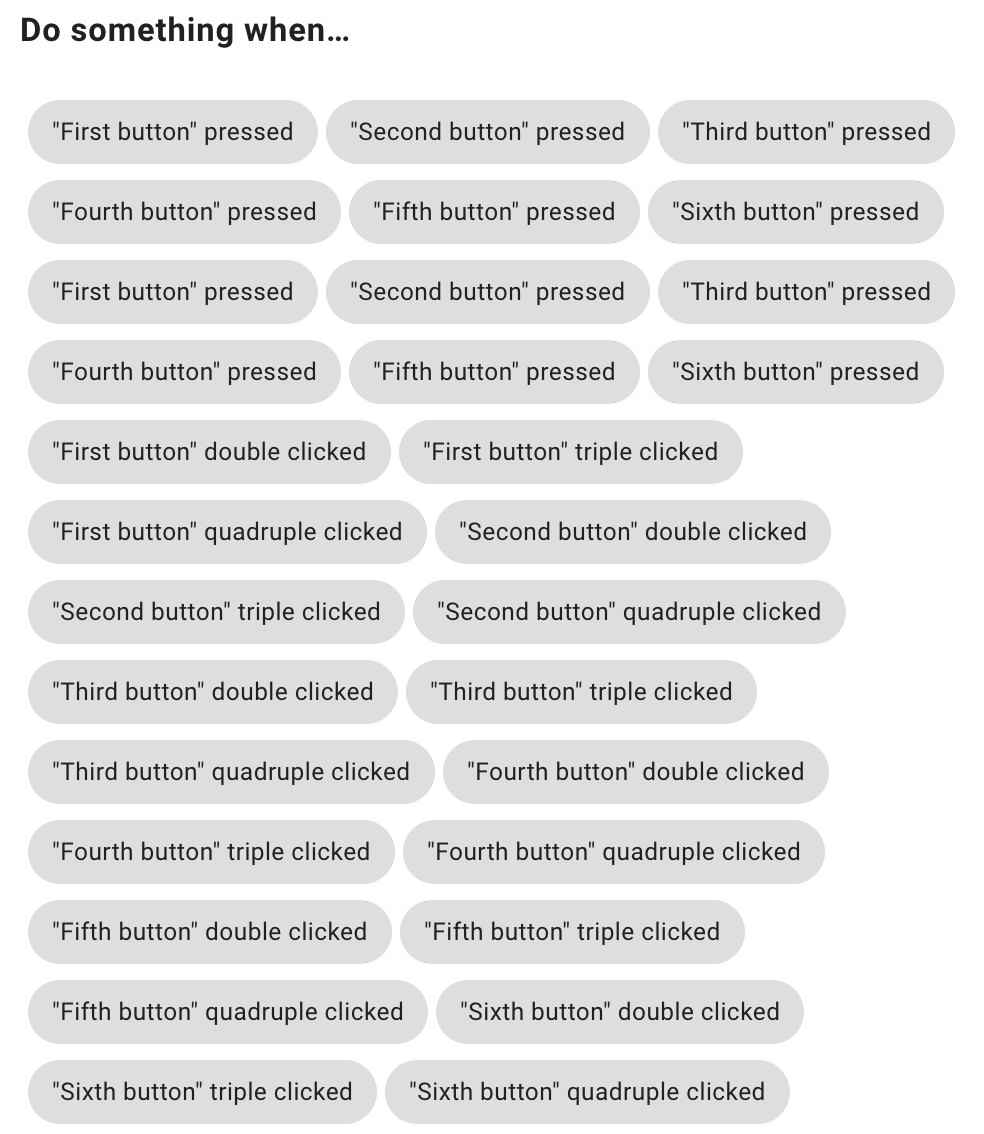 Do something when…
"First button" pressed "Second button" pressed "Third button" pressed
"Fourth button" pressed "Fifth button" pressed "Sixth button" pressed
"First button" pressed "Second button" pressed "Third button" pressed
"Fourth button" pressed "Fifth button" pressed "Sixth button" pressed
"First button" double clicked "First button" triple clicked
"First button" quadruple clicked "Second button" double clicked
"Second button" triple clicked "Second button" quadruple clicked
"Third button" double clicked "Third button" triple clicked
"Third button" quadruple clicked "Fourth button" double clicked
"Fourth button" triple clicked "Fourth button" quadruple clicked
"Fifth button" double clicked "Fifth button" triple clicked
"Fifth button" quadruple clicked "Sixth button" double clicked
"Sixth button" triple clicked "Sixth button" quadruple clicked